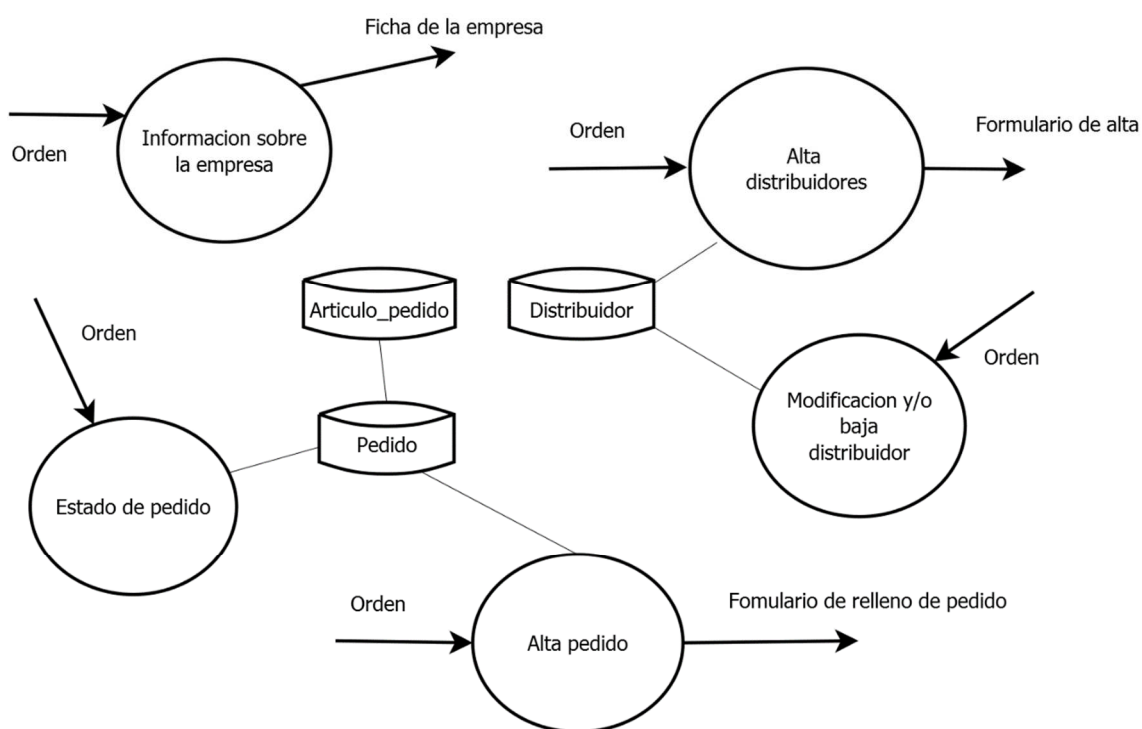 Ficha de la empresa
Orden
Informacion sobre
la empresa
Orden
Alta
distribuidores
Formulario de alta
Articulo_pedido
Distribuidor
Orden
Orden
Modificacion y/o
baja
distribuidor
Pedido
Estado de pedido
Orden
Alta pedido
Fomulario de relleno de pedido